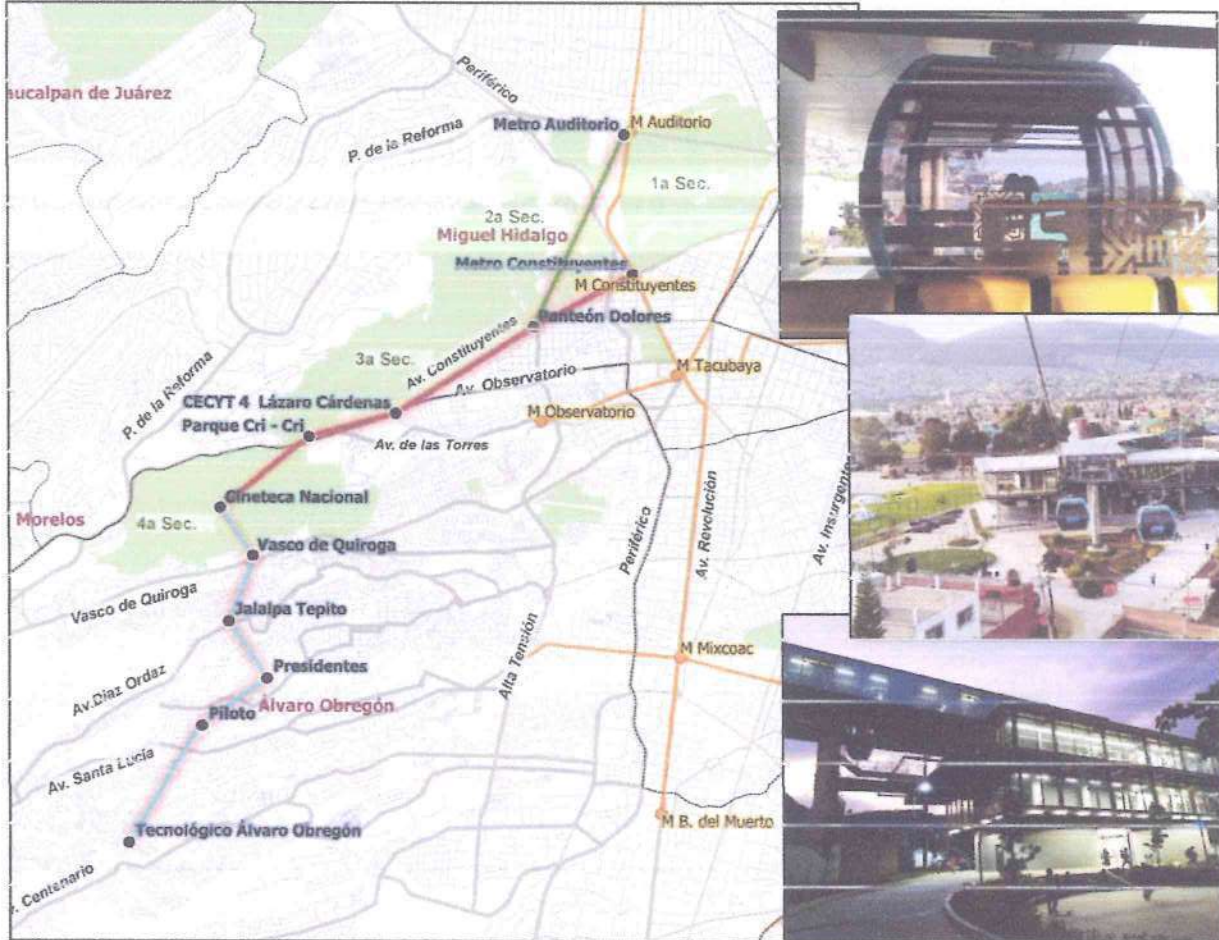 aucalpan de Juárez
Periférico
P. de la Reforma
Metro Auditorio
M Auditorio
1a Sec.
2a Sec.
Miguel Hidalgo
Metro Constituyentes
M Constituyentes
Panteón Dolores
Av. Constituyentes
3a Sec.
Av. Observatorio
M Tacubaya
P. de la Reforma
CECYT 4 Lázaro Cárdenas
M Observatorio
Parque Cri - Cri
Av. de las Torres
Cineteca Nacional
Morelos
4a Sec.
Vasco de Quiroga
Periférico
Av. Revolución
Av. Insurgente
Vasco de Quiroga
Jalalpa Tepito
Alta Tensión
M Mixcoac
Presidentes
Av.Diaz Ordaz
Álvaro Obregón
Piloto
Av. Santa Lucia
M B. del Muerto
Tecnológico Álvaro Obregón
. Centenario